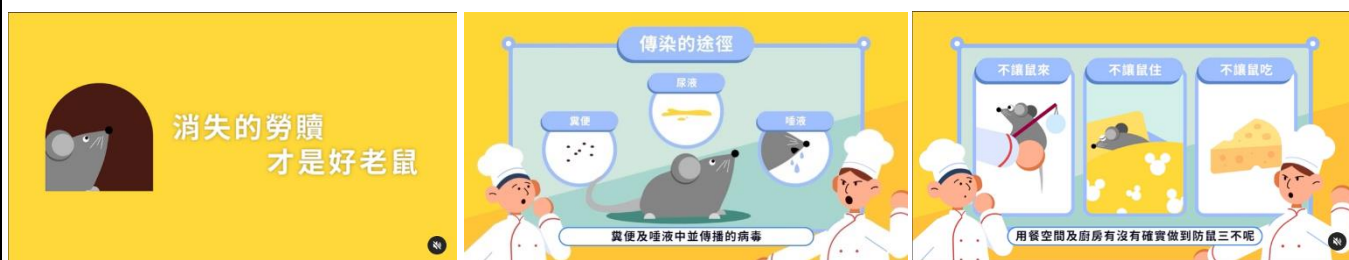 消失的勞贖
才是好老鼠
傳染的途徑
尿液
糞便
唾液
糞便及唾液中並傳播的病毒
不讓鼠來
不讓鼠住
不讓鼠吃
用餐空間及廚房有沒有確實做到防鼠三不呢